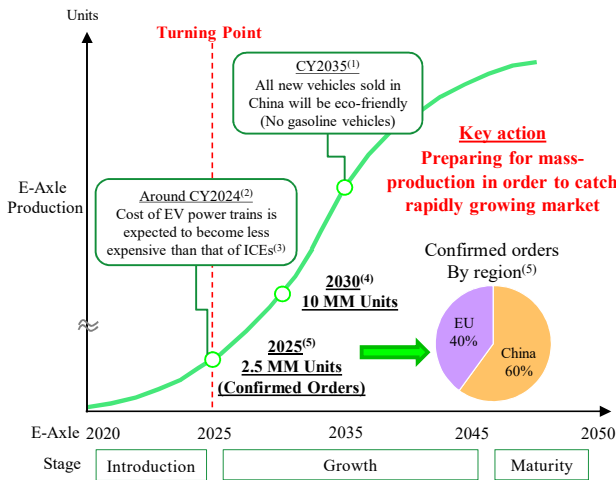 Units
Turning Point
CY2035(1)
All new vehicles sold in
China will be eco-friendly
(No gasoline vehicles)
Key action
Preparing for mass-
production in order to catch
rapidly growing market
E-Axle
Production
Around CY2024(2)
Cost of EV power trains is
expected to become less
expensive than that of ICEs(3)
Confirmed orders
By region(5)
2030(4)
10 MM Units
EU
40%
China
60%
2025(5)
2.5 MM Units
(Confirmed Orders)
E-Axle 2020 2025 2035 2045 2050
Stage Introduction Growth Maturity